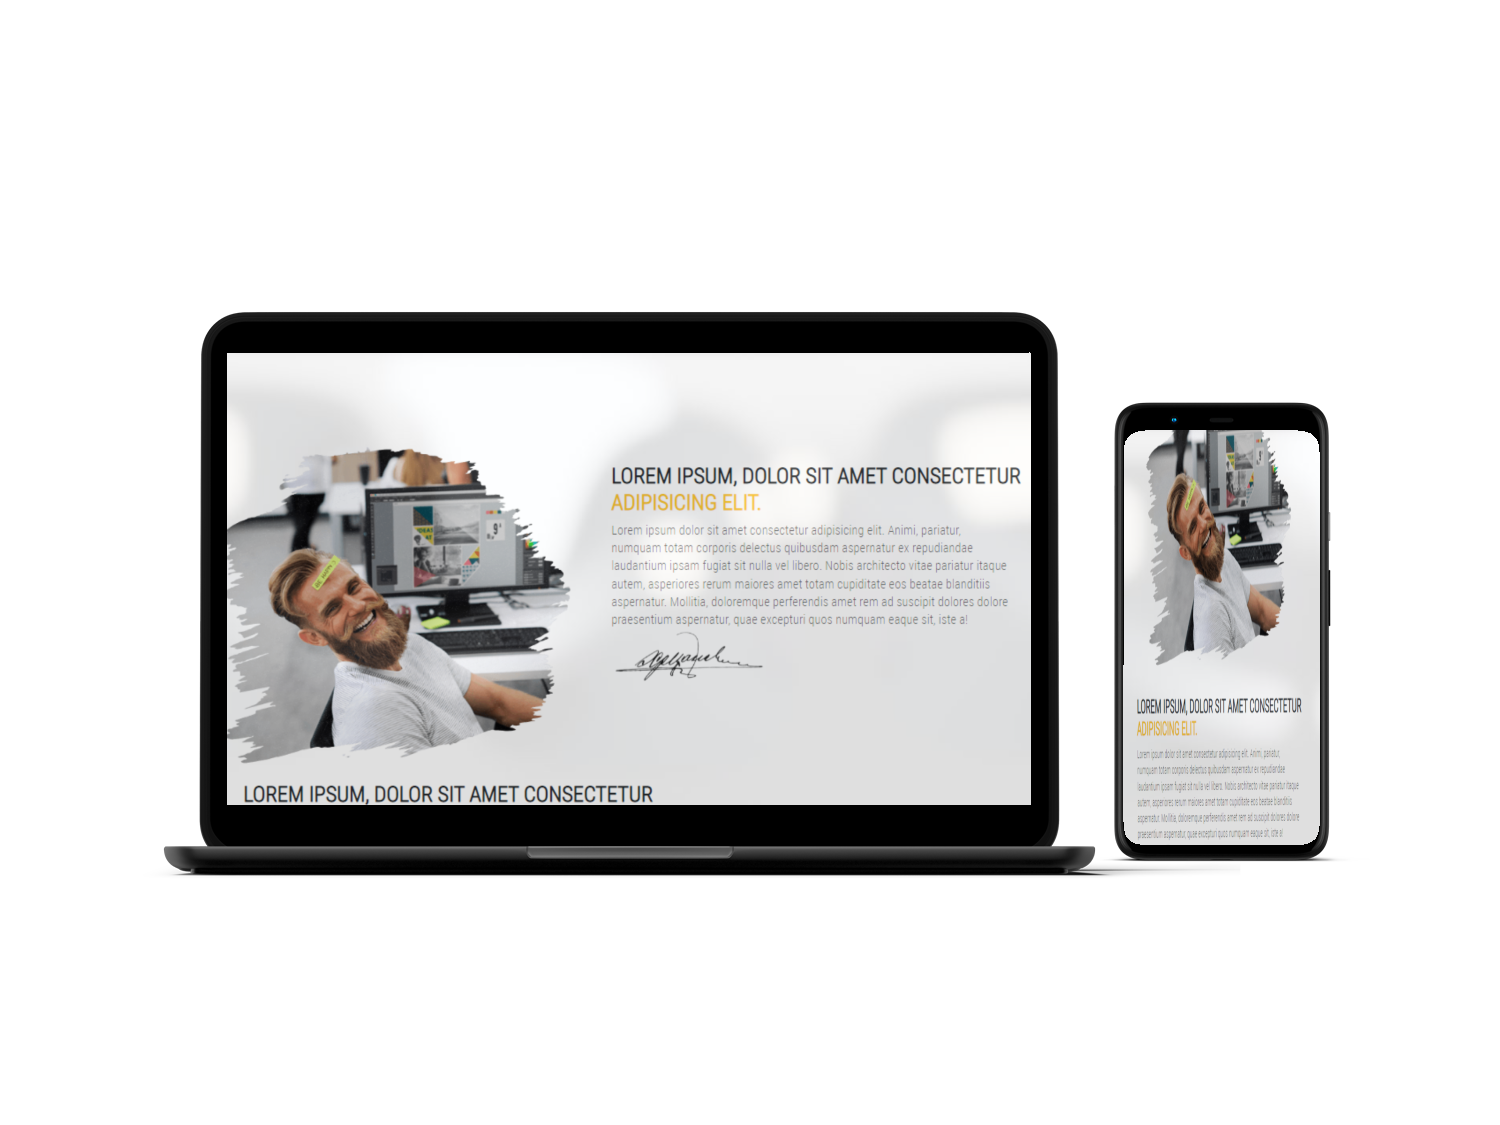 LOREM IPSUM, DOLOR SIT AMET CONSECTETUR
ADIPISICING ELIT.
Lorem ipsum dolor sit amet consectetur adipisicing elit. Animi, pariatur,
numquam totam corporis delectus quibusdam aspernatur ex repudiandae
laudantium ipsam fugiat sit nulla vel libero. Nobis architecto vitae pariatur itaque
autem, asperiores rerum maiores amet totam cupiditate eos beatae blanditiis
aspernatur. Mollitia, doloremque perferendis amet rem ad suscipit dolores dolore
praesentium aspernatur, quae excepturi quos numquam eaque sit, iste a!
LOREM IPSUM, DOLOR SIT AMET CONSECTETUR
LOREM IPSUM, DOLOR SIT AMET CONSECTETUR
ADIPISICING ELIT.
Lorem ipsum dolor sit amet consectetur adipisicing elit. Animi, pariatur,
numquam totam corporis delectus quibusdam aspernatur ex repudiandae
laudantium ipsam fugiat sit nulla vel libero. Nobis architecto vitae pariatur itaque
autem, asperiores rerum maiores amet totam cupiditate eos beatae blanditiis
aspernatur. Mollitia, doloremque perferendis amet rem ad suscipit dolores dolore
praesentium aspernatur, quae excepturi quos numquam eaque sit, iste a!